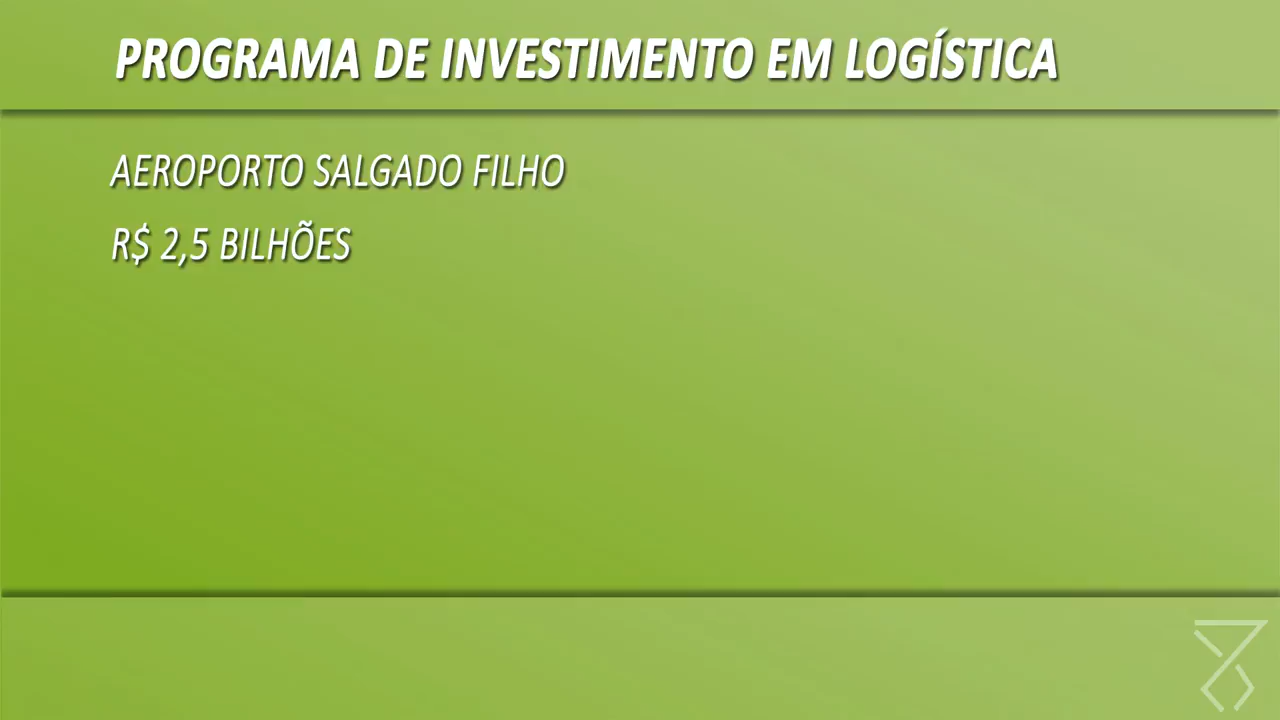 PROGRAMA DE INVESTIMENTO EM LOGÍSTICA
AEROPORTO SALGADO FILHO
R$ 2,5 BILHÕES